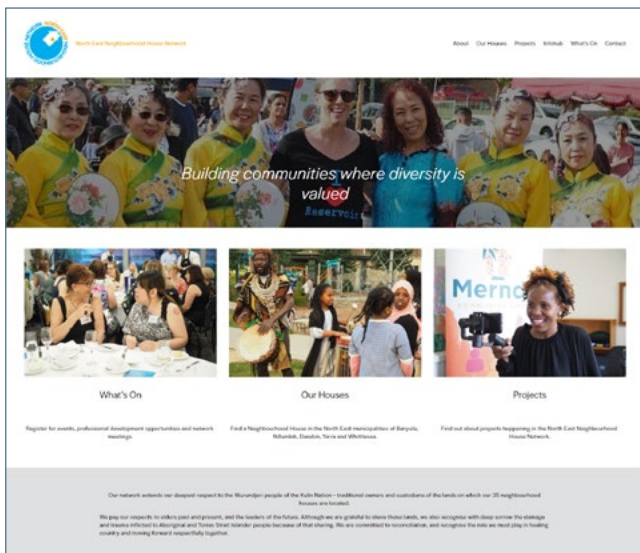 North East Neighbourhood House Network
About Our Houses Projects Infohub What's On Contact
Building communities where diversity is
valued
Reservoir
Mernda
What's On
Our Houses
Projects
Register for events, professional development opportunities and network
meetings.
Find a Neighbourhood House in the North East municipalities of Banyule,
Nillumbik, Darebin, Yarra and Whittlesea.
Find out about projects happening in the North East Neighbourhood
House Network.
Our network extends our deepest respect to the Wurundjeri people of the Kulin Nation – traditional owners and custodians of the lands on which our 35 neighbourhood
houses are located.
We pay our respects to elders past and present, and the leaders of the future. Although we are grateful to share these lands, we also recognise with deep sorrow the damage
and trauma inflicted to Aboriginal and Torres Strait Islander people because of that sharing. We are committed to reconciliation, and recognise the role we must play in healing
country and moving forward respectfully together.